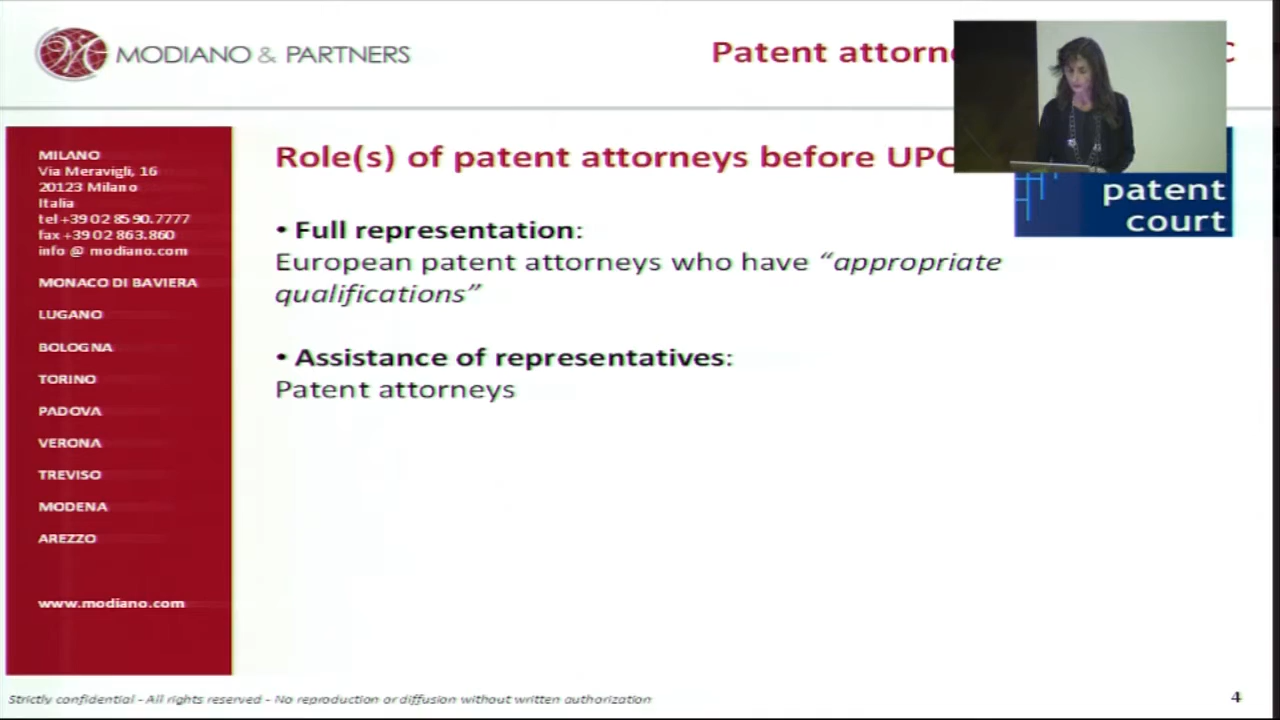 MODIANO & PARTNERS
Patent attorne
MILANO
Via Meravigli, 16
20123 Milano
Italia
tel +39 02 85 90.7777
fax +39 02 863.860
info @ modiano.com
MONACO DI BAVIERA
LUGANO
BOLOGNA
TORINO
PADOVA
VERONA
TREVISO
MODENA
AREZZO
www.modiano.com
Role(s) of patent attorneys before UPC
• Full representation:
European patent attorneys who have “appropriate
qualifications”
• Assistance of representatives:
Patent attorneys
patent
court
Strictly confidential - All rights reserved - No reproduction or diffusion without written authorization
4